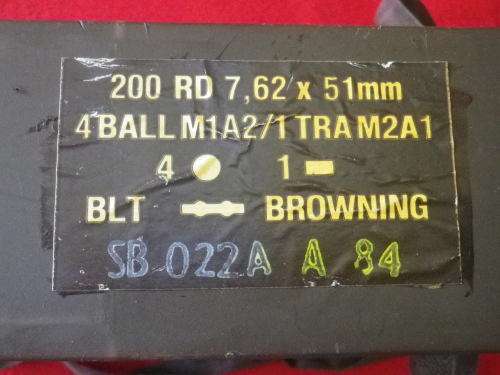 200 RD 7,62 x 51mm
4 BALL M1A2/1 TRA M2A1
4 1
BLT BROWNING
SB 022A A 84